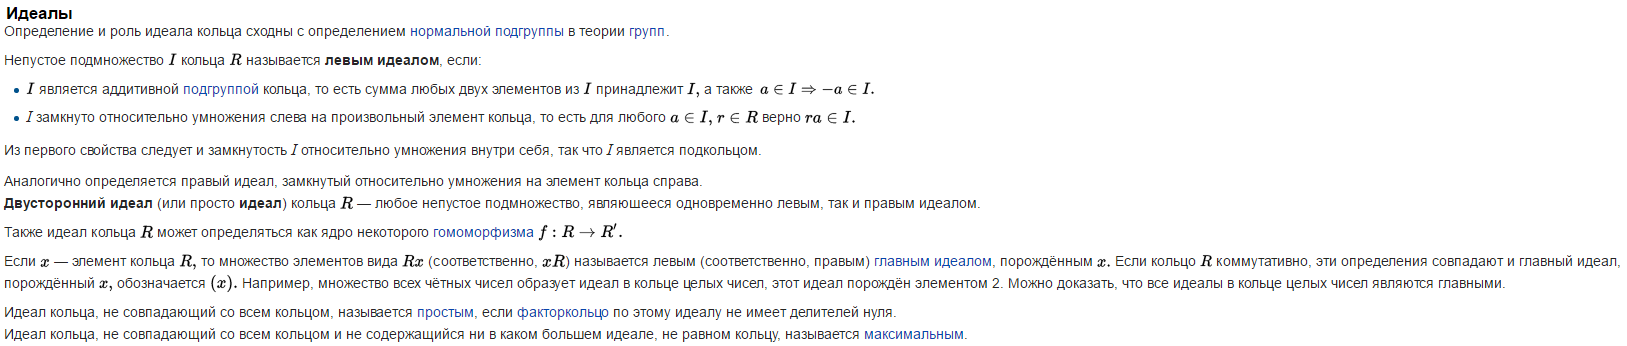 Идеалы
Определение и роль идеала кольца сходны с определением нормальной подгруппы в теории групп.
Непустое подмножество I кольца R называется левым идеалом, если:
• I является аддитивной подгруппой кольца, то есть сумма любых двух элементов из I принадлежит I, а также a ∈ I ⇒ −a ∈ I.
• I замкнуто относительно умножения слева на произвольный элемент кольца, то есть для любого a ∈ I, r ∈ R верно ra ∈ I.
Из первого свойства следует и замкнутость I относительно умножения внутри себя, так что I является подкольцом.
Аналогично определяется правый идеал, замкнутый относительно умножения на элемент кольца справа.
Двусторонний идеал (или просто идеал) кольца R — любое непустое подмножество, являюшееся одновременно левым, так и правым идеалом.
Также идеал кольца R может определяться как ядро некоторого гомоморфизма f : R → R′.
Если x — элемент кольца R, то множество элементов вида Rx (соответственно, xR) называется левым (соответственно, правым) главным идеалом, порождённым x. Если кольцо R коммутативно, эти определения совпадают и главный идеал,
порождённый x, обозначается (x). Например, множество всех чётных чисел образует идеал в кольце целых чисел, этот идеал порождён элементом 2. Можно доказать, что все идеалы в кольце целых чисел являются главными.
Идеал кольца, не совпадающий со всем кольцом, называется простым, если факторкольцо по этому идеалу не имеет делителей нуля.
Идеал кольца, не совпадающий со всем кольцом и не содержащийся ни в каком большем идеале, не равном кольцу, называется максимальным.